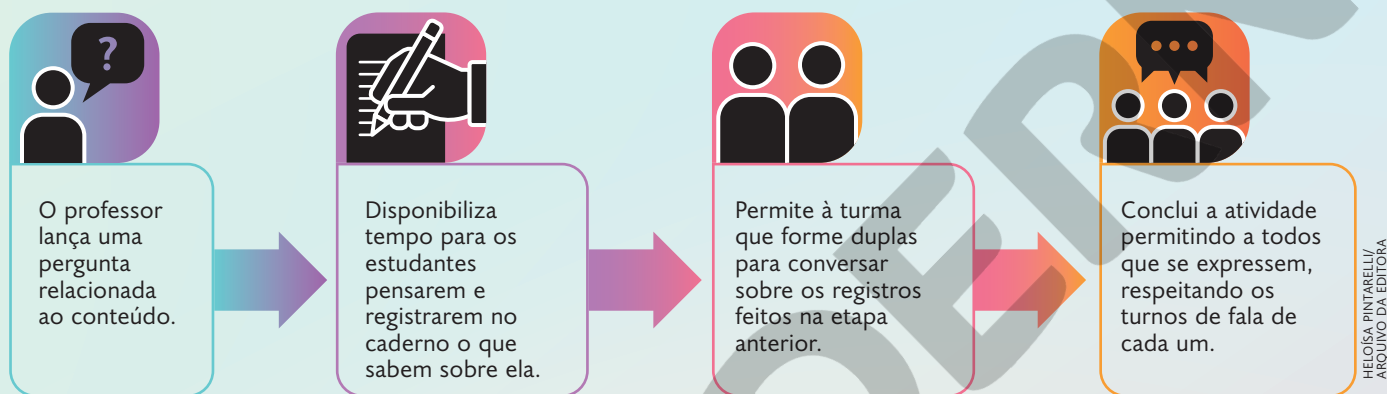 ?
O professor
lança uma
pergunta
relacionada
ao conteúdo.
Disponibiliza
tempo para os
estudantes
pensarem e
registrarem no
caderno o que
sabem sobre ela.
Permite à turma
que forme duplas
para conversar
sobre os registros
feitos na etapa
anterior.
Conclui a atividade
permitindo a todos
que se expressem,
respeitando os
turnos de fala de
cada um.
HELOÍSA PINTARELLI/
ARQUIVO DA EDITORA